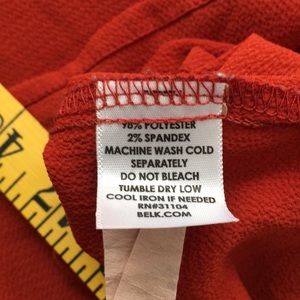 98% POLYESTER
2% SPANDEX
MACHINE WASH COLD
SEPARATELY
DO NOT BLEACH
TUMBLE DRY LOW
COOL IRON IF NEEDED
RN#31104
BELK.COM